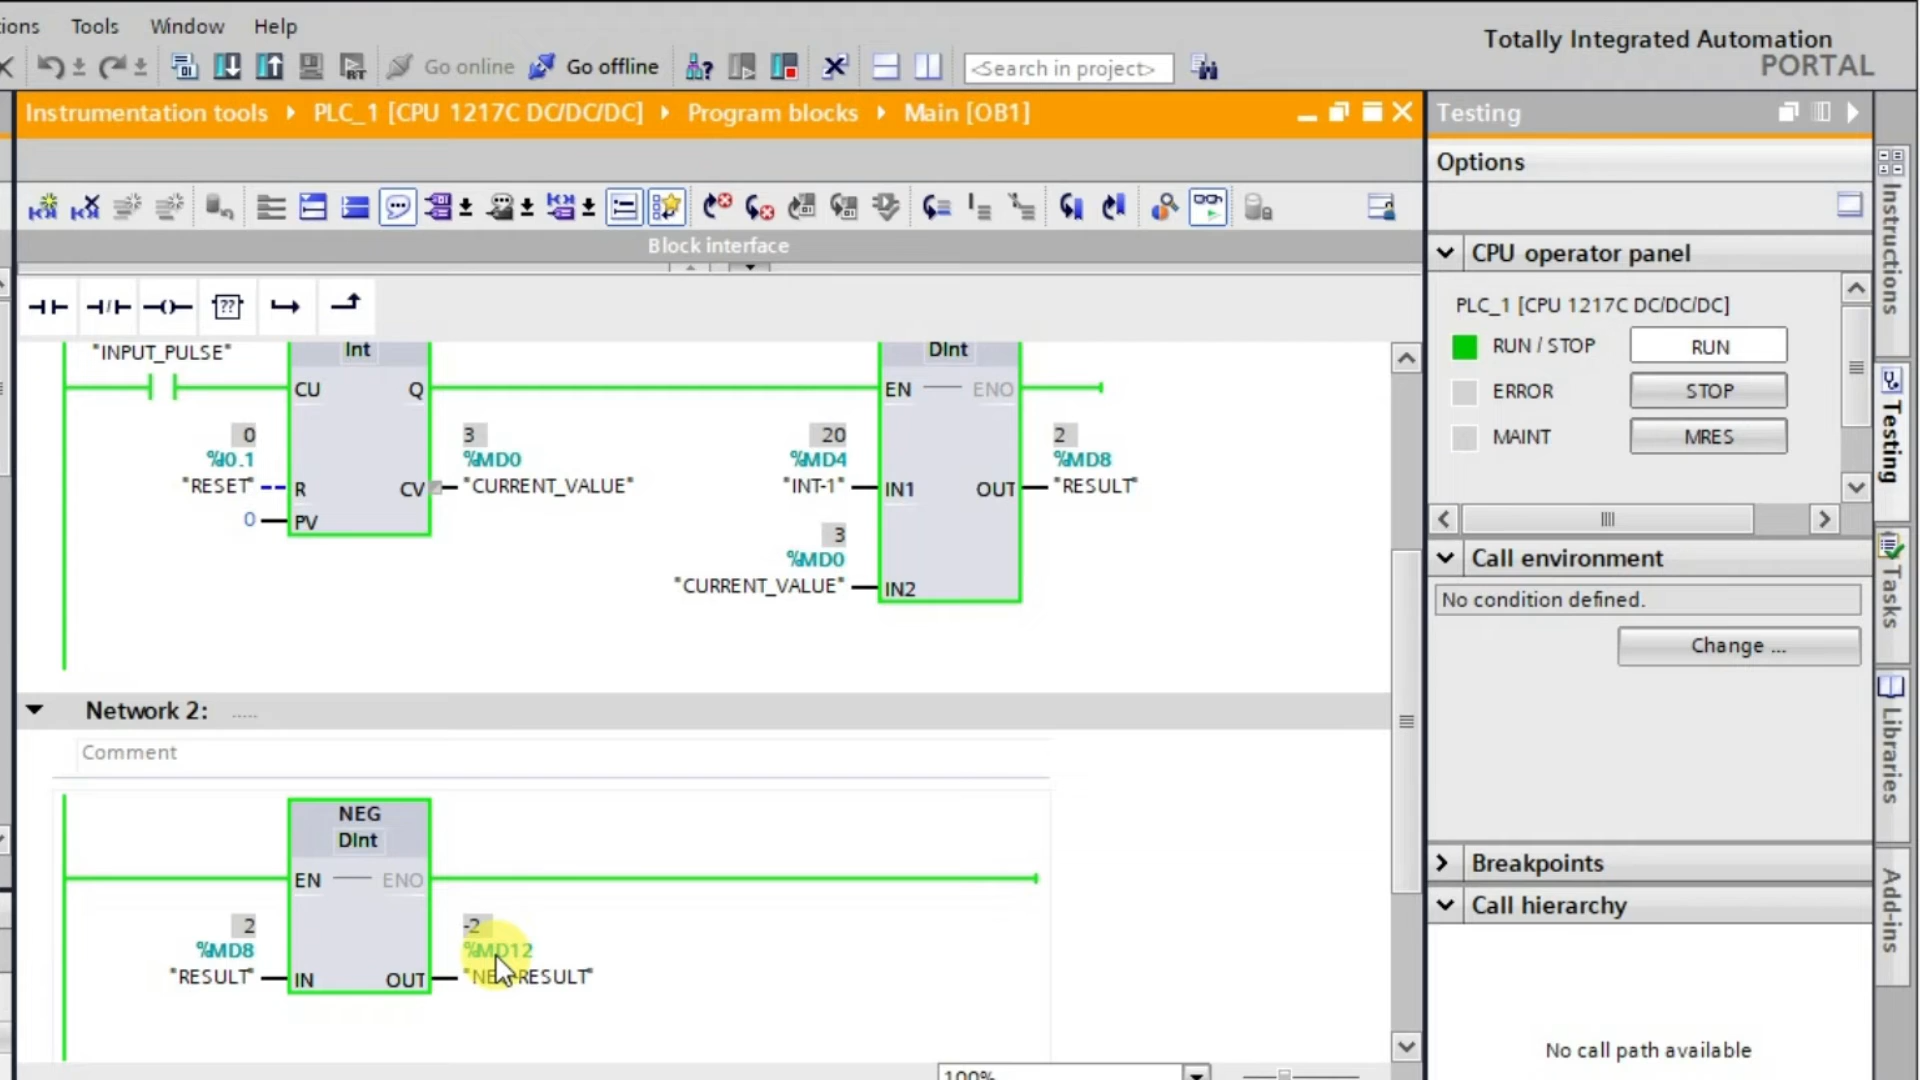 tions Tools Window Help
Totally Integrated Automation
PORTAL
Go online Go offline <Search in project>
Instrumentation tools PLC_1 [CPU 1217C DC/DC/DC] Program blocks Main [OB1]
Testing
Options
Block interface
CPU operator panel
PLC_1 [CPU 1217C DC/DC/DC]
RUN / STOP RUN
ERROR STOP
MAINT MRES
Call environment
No condition defined.
Change ...
Breakpoints
Call hierarchy
No call path available
Instructions
Testing
Tasks
Libraries
Add-ins
??
"INPUT_PULSE" Int DInt
CU Q EN ENO
0 3 20 2
%I0.1 %MD0 %MD4 %MD8
"RESET" R CV "CURRENT_VALUE" "INT-1" IN1 OUT "RESULT"
0 PV
3
%MD0
"CURRENT_VALUE" IN2
Network 2: .....
Comment
NEG
DInt
EN ENO
2 -2
%MD8 %MD12
"RESULT" IN OUT RESULT"
100%